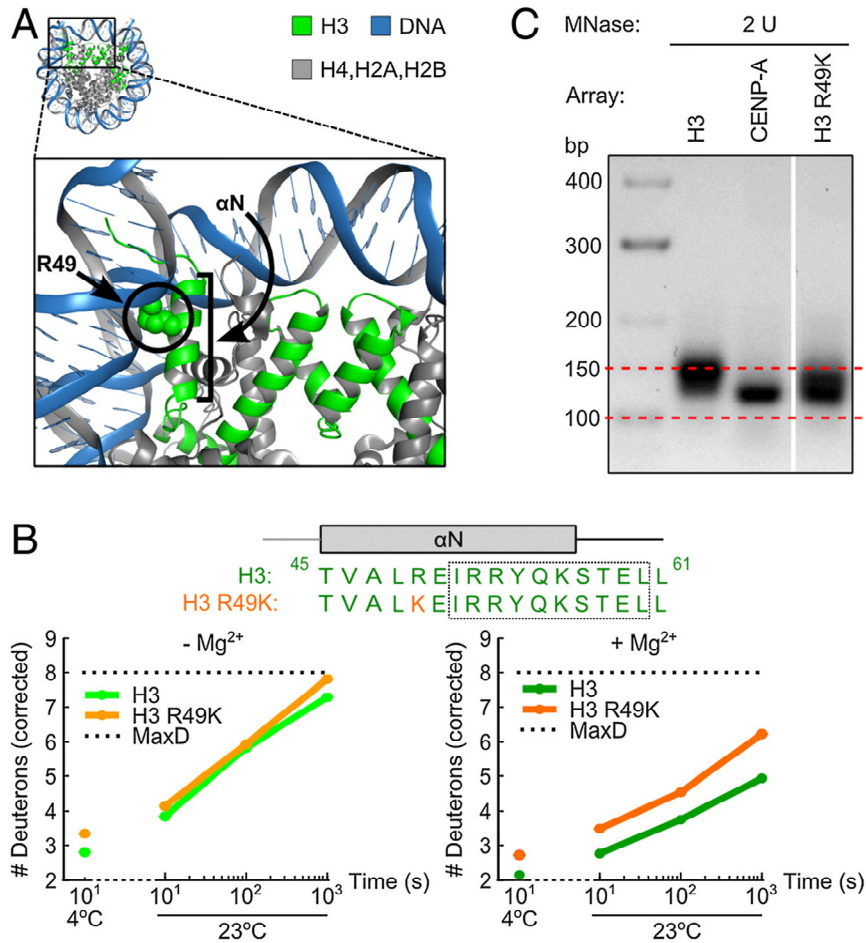 A
H3 DNA
H4,H2A,H2B
αN
R49
C
MNase: 2 U
Array: H3 CENP-A H3 R49K
bp
400
300
200
150
100
B
αN
45 61
H3: T V A L R E I R R Y Q K S T E L L
H3 R49K: T V A L K E I R R Y Q K S T E L L
- Mg2+
# Deuterons (corrected)
9
8
7
6
5
4
3
2
H3
H3 R49K
MaxD
10¹ 10¹ 10² 10³ Time (s)
4ºC 23ºC
+ Mg2+
# Deuterons (corrected)
9
8
7
6
5
4
3
2
H3
H3 R49K
MaxD
10¹ 10¹ 10² 10³ Time (s)
4ºC 23ºC